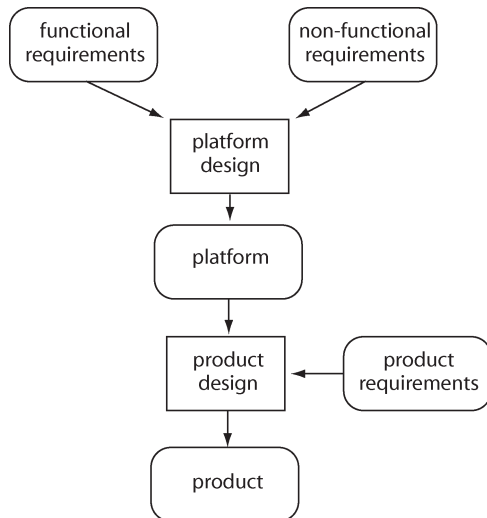 functional
requirements
non-functional
requirements
platform
design
platform
product
design
product
requirements
product